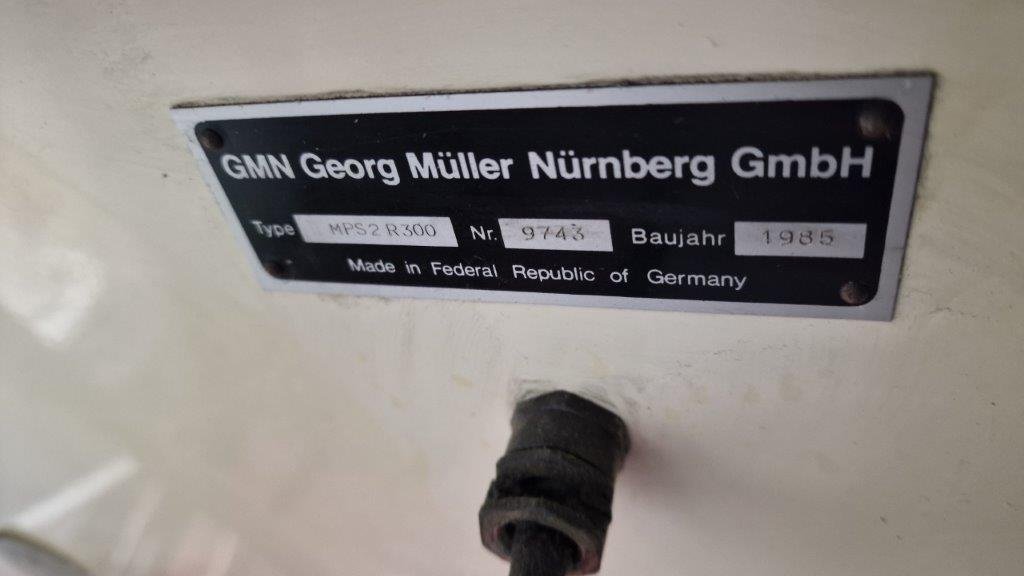 GMN Georg Müller Nürnberg GmbH
Type MPS2 R300 Nr. 9743 Baujahr 1985
Made in Federal Republic of Germany